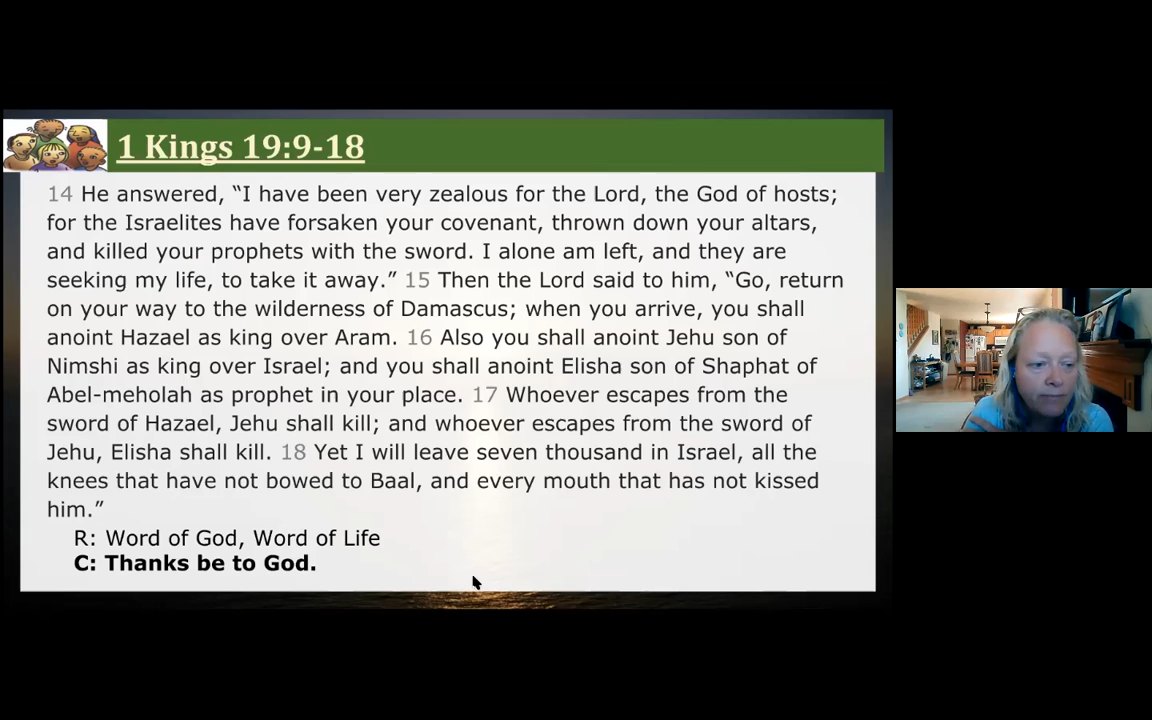 1 Kings 19:9-18
14 He answered, “I have been very zealous for the Lord, the God of hosts;
for the Israelites have forsaken your covenant, thrown down your altars,
and killed your prophets with the sword. I alone am left, and they are
seeking my life, to take it away.” 15 Then the Lord said to him, “Go, return
on your way to the wilderness of Damascus; when you arrive, you shall
anoint Hazael as king over Aram. 16 Also you shall anoint Jehu son of
Nimshi as king over Israel; and you shall anoint Elisha son of Shaphat of
Abel-meholah as prophet in your place. 17 Whoever escapes from the
sword of Hazael, Jehu shall kill; and whoever escapes from the sword of
Jehu, Elisha shall kill. 18 Yet I will leave seven thousand in Israel, all the
knees that have not bowed to Baal, and every mouth that has not kissed
him.”
R: Word of God, Word of Life
C: Thanks be to God.